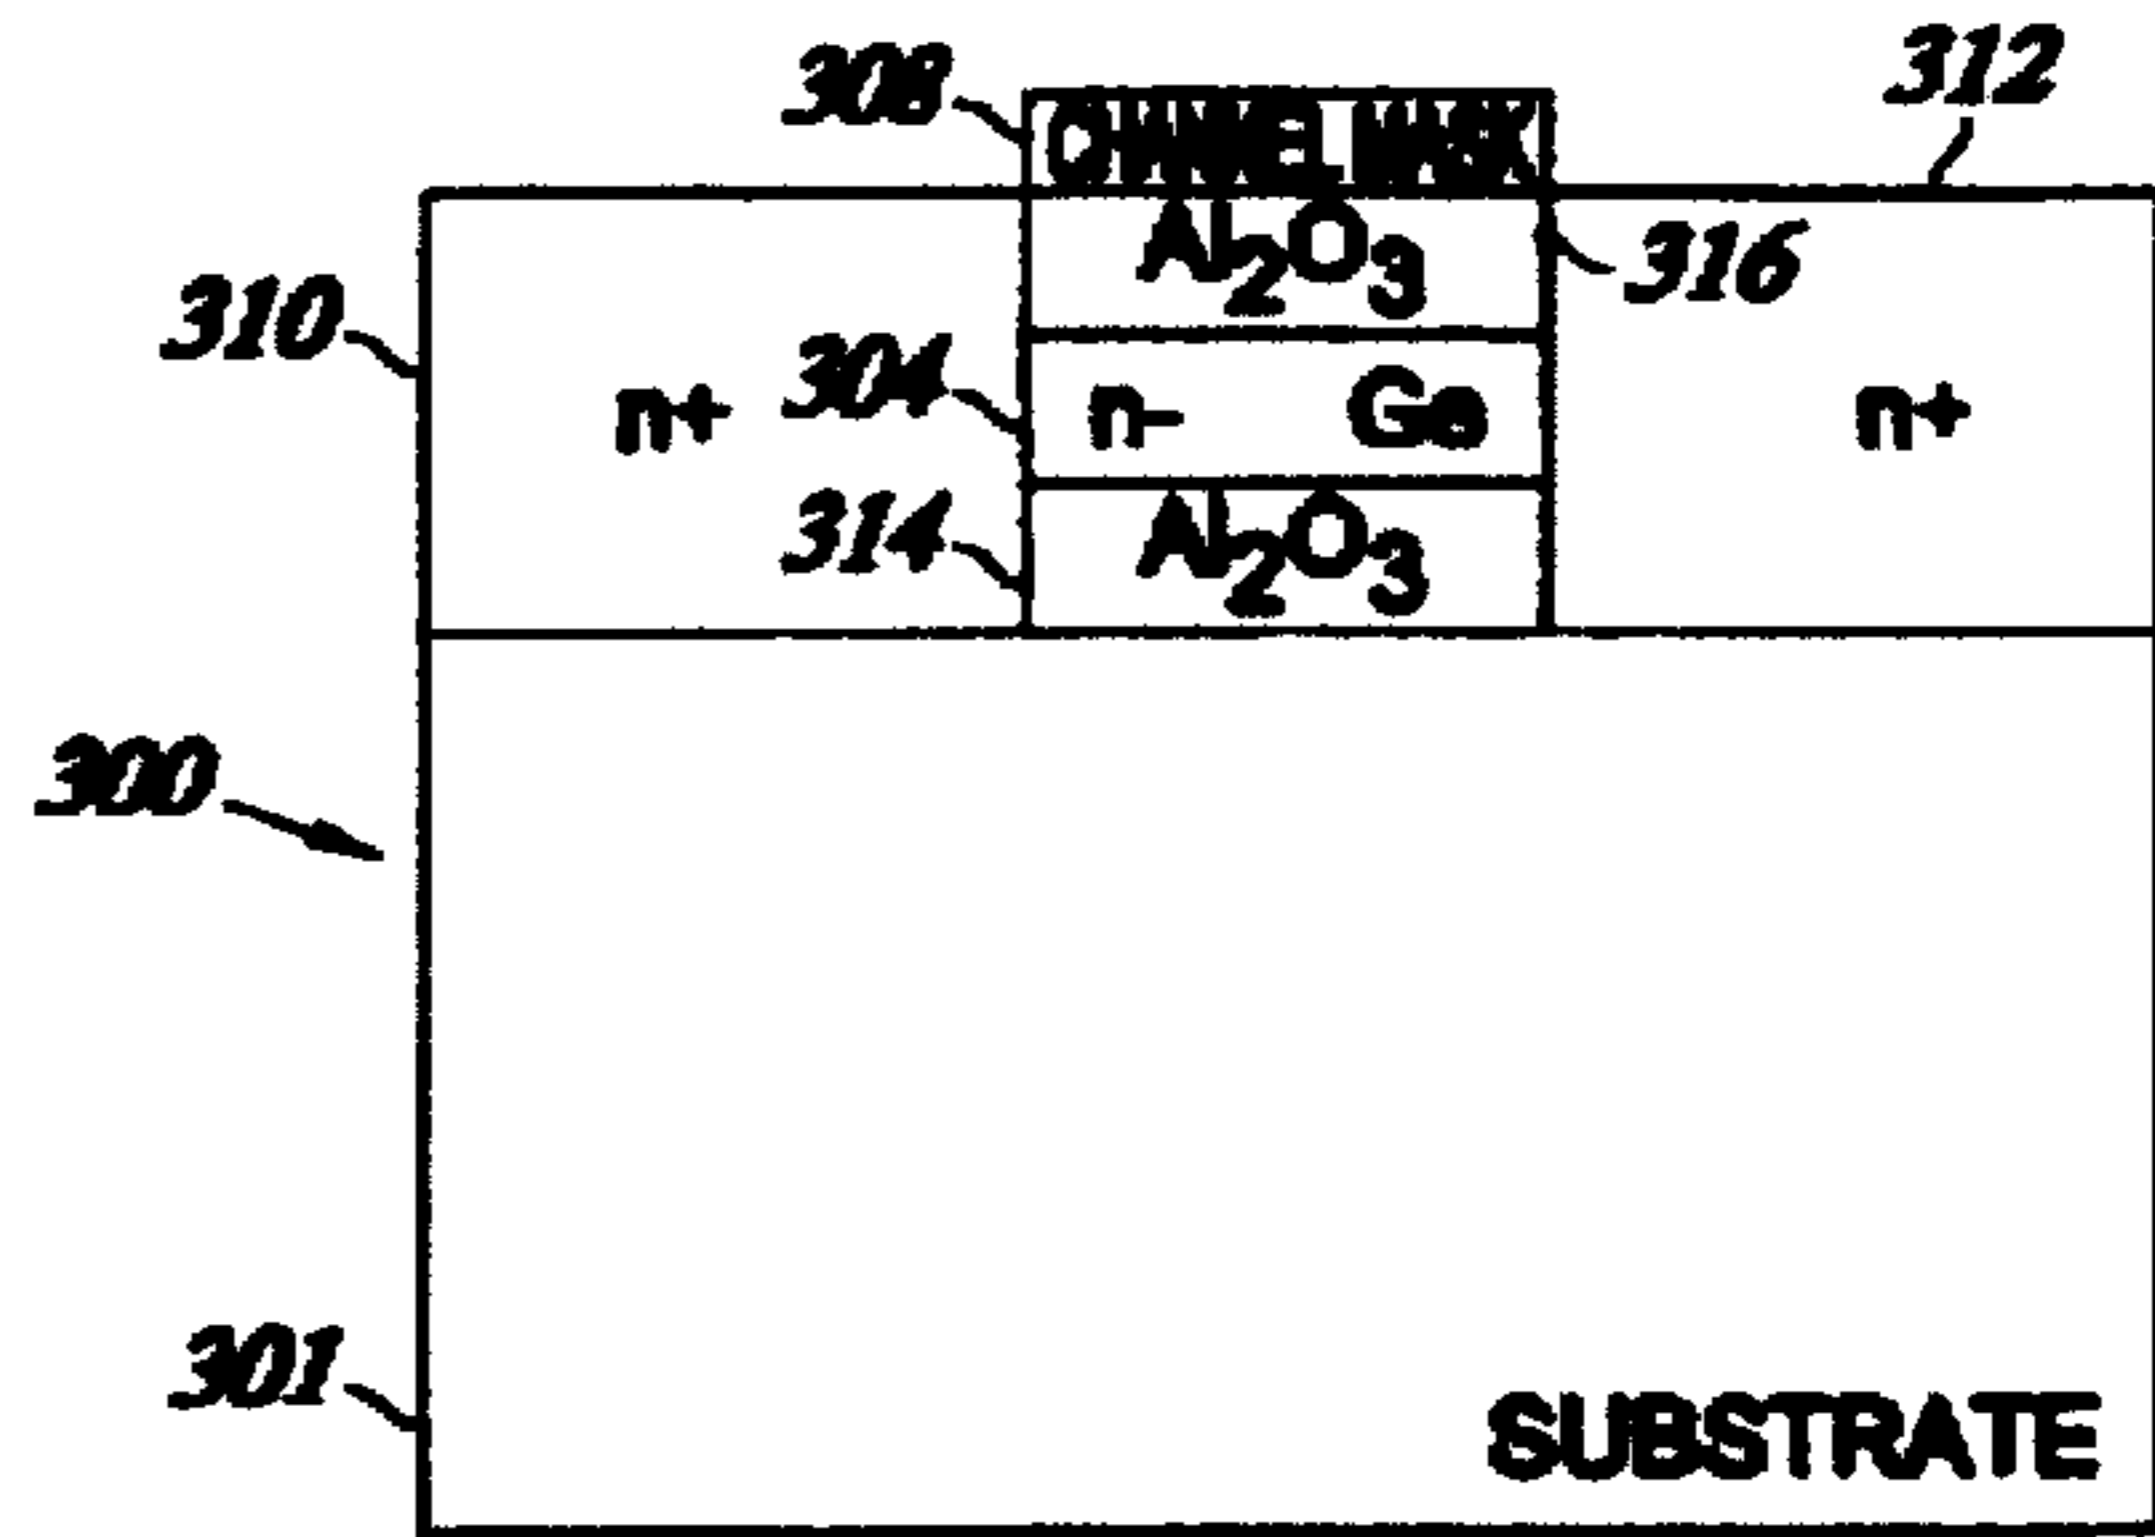 308
CHANNEL MASK
312
Al2O3
316
310
304
n+
n- Ge
n+
314
Al2O3
300
301
SUBSTRATE